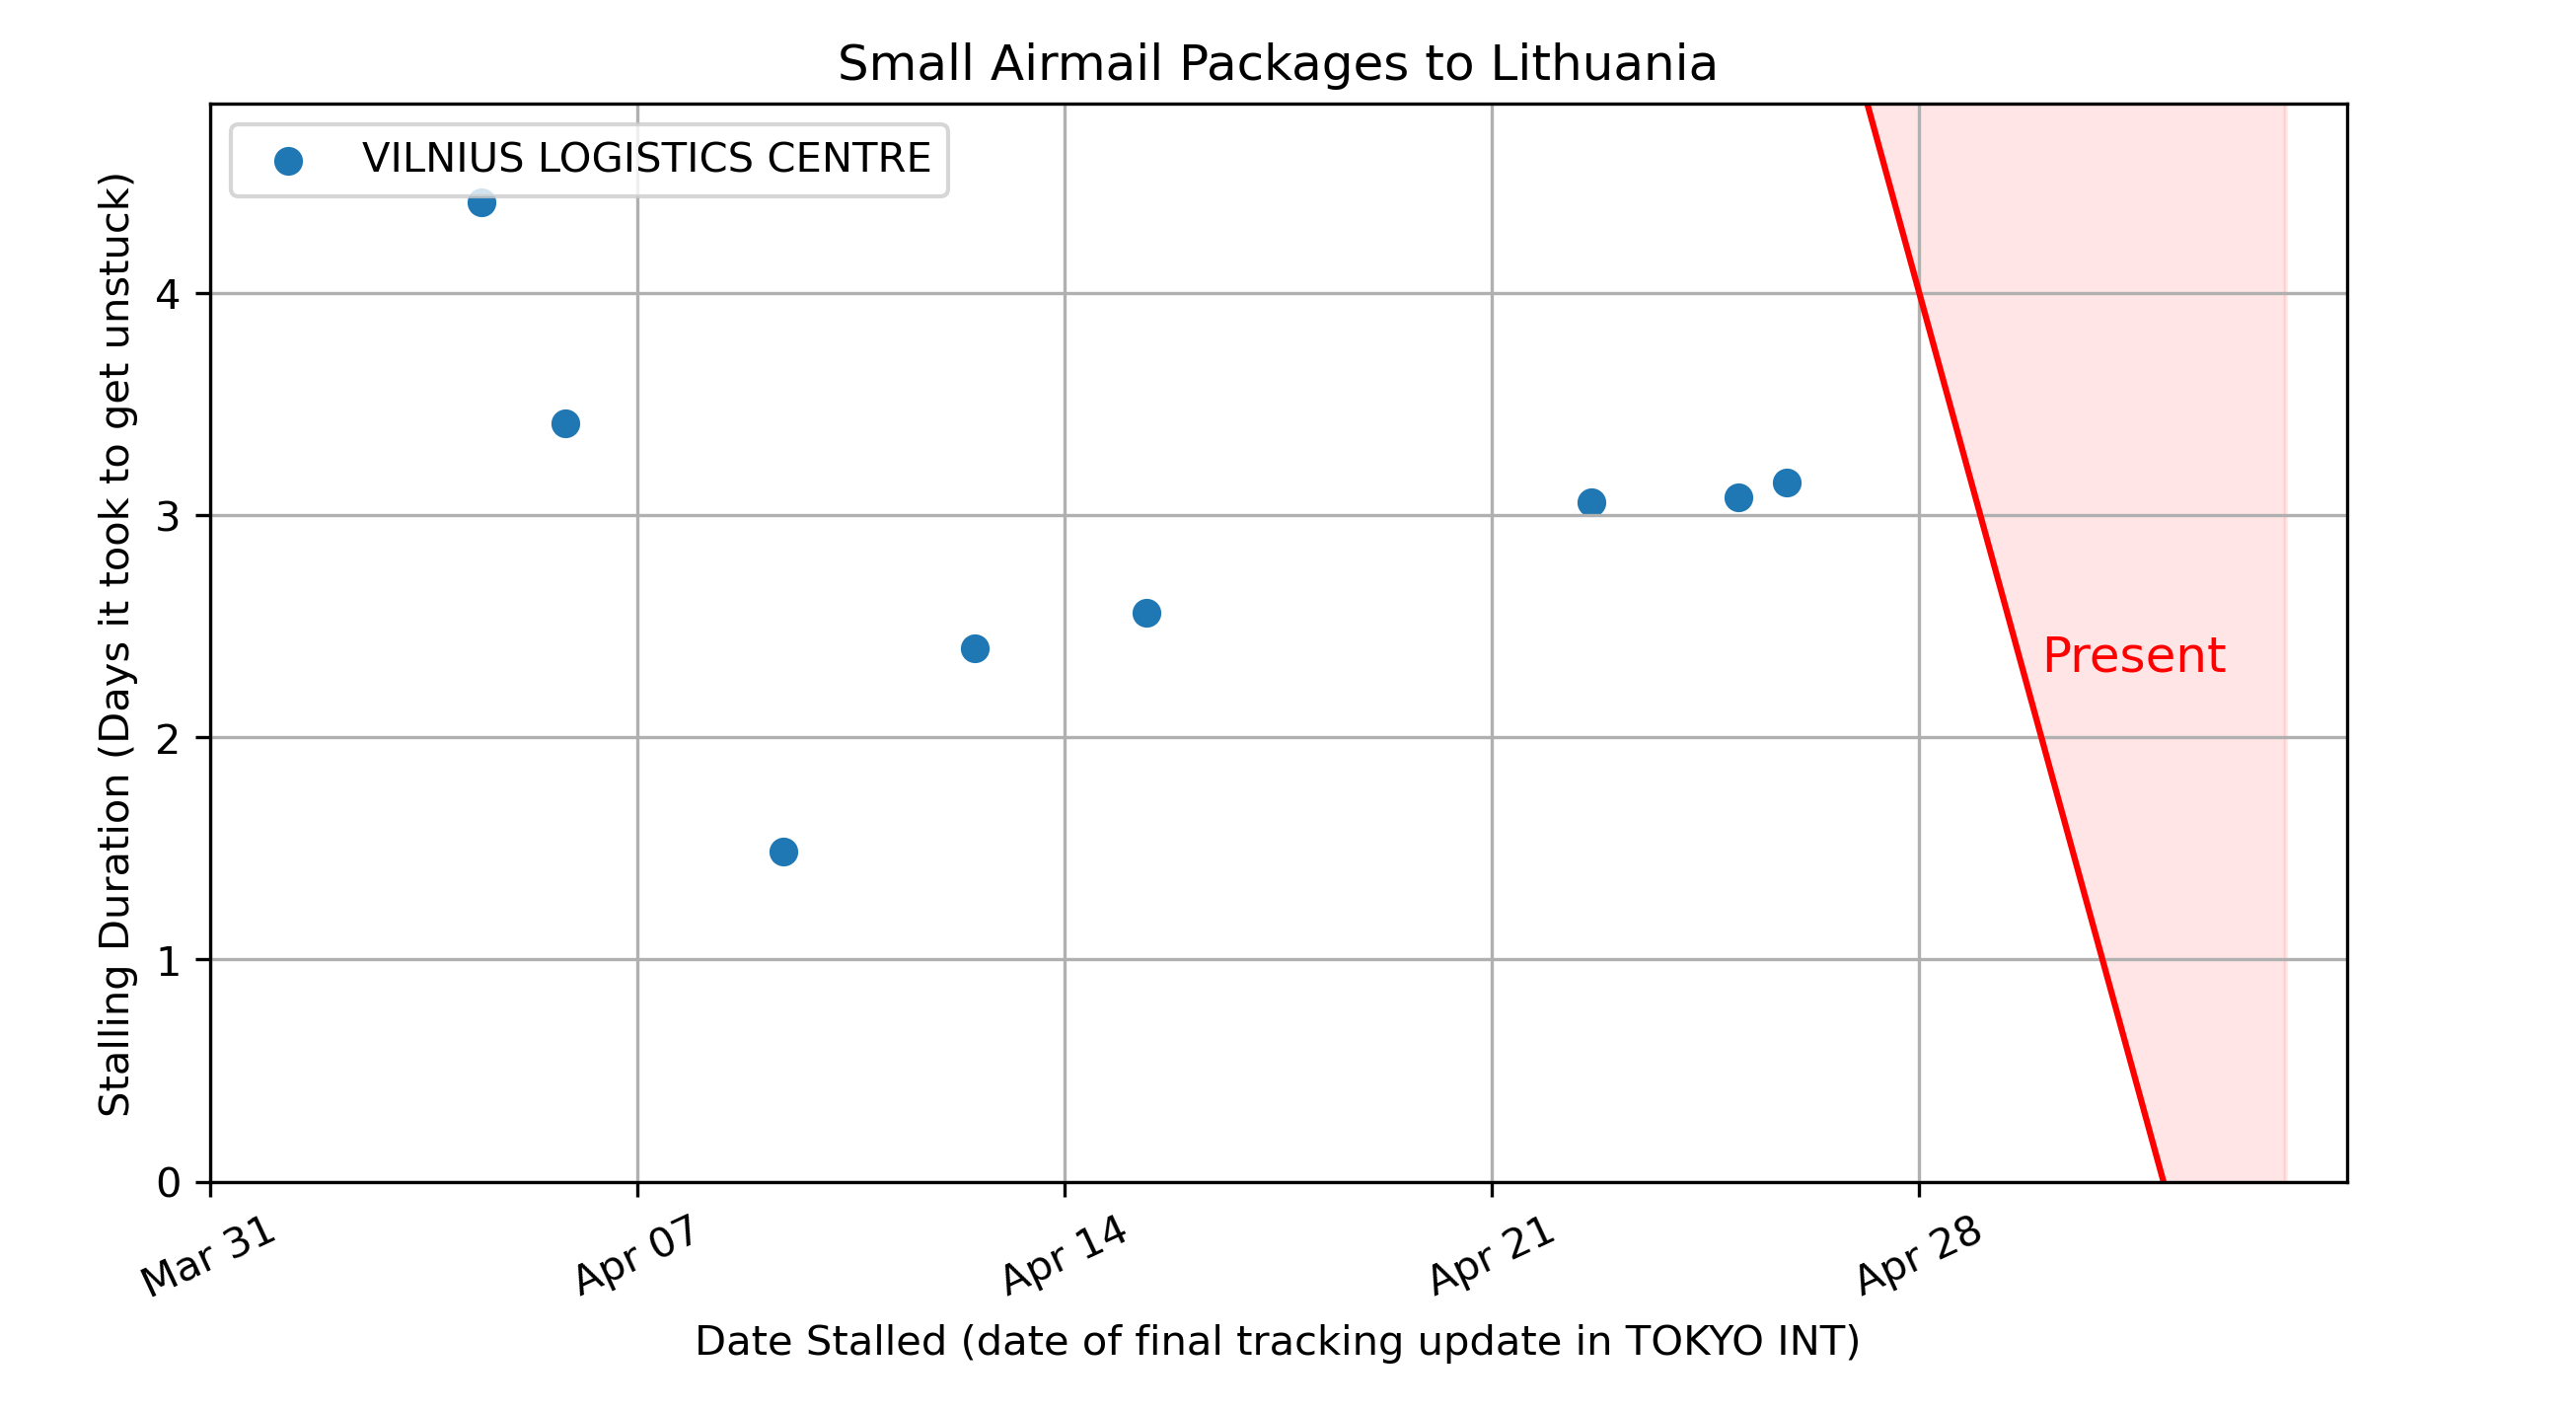 Small Airmail Packages to Lithuania
VILNIUS LOGISTICS CENTRE
Stalling Duration (Days it took to get unstuck)
4
3
2
1
0
Present
Mar 31
Apr 07
Apr 14
Apr 21
Apr 28
Date Stalled (date of final tracking update in TOKYO INT)